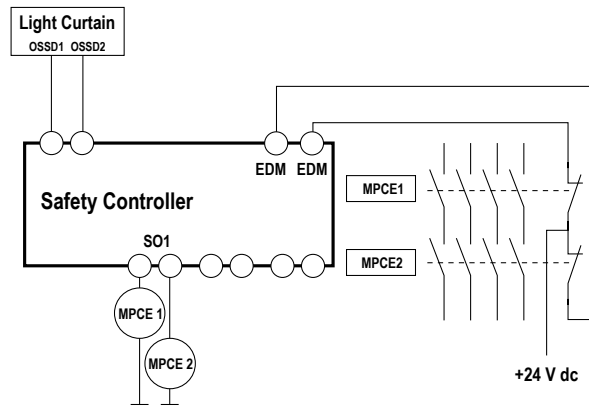 Light Curtain
OSSD1 OSSD2
EDM EDM
Safety Controller
MPCE1
SO1
MPCE2
MPCE 1
MPCE 2
+24 V dc